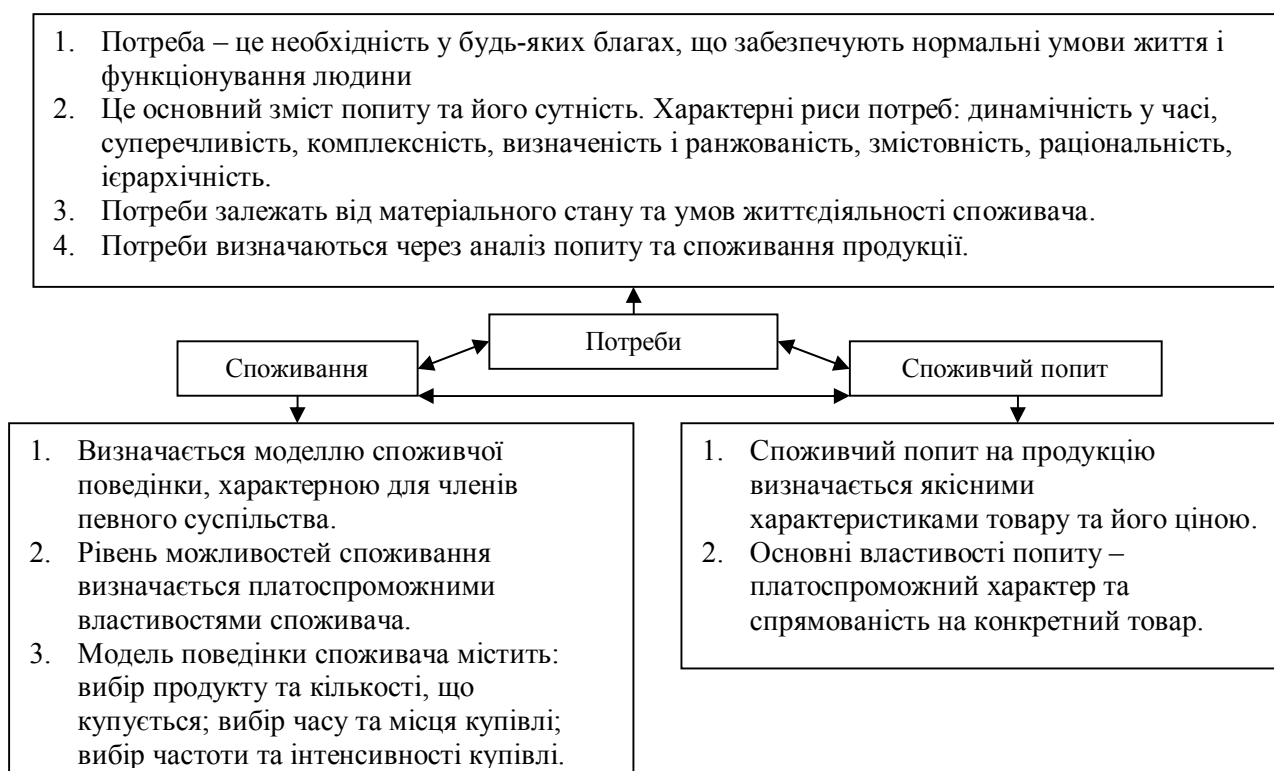 1. Потреба – це необхідність у будь-яких благах, що забезпечують нормальні умови життя і
функціонування людини
2. Це основний зміст попиту та його сутність. Характерні риси потреб: динамічність у часі,
суперечливість, комплексність, визначеність і ранжованість, змістовність, раціональність,
ієрархічність.
3. Потреби залежать від матеріального стану та умов життєдіяльності споживача.
4. Потреби визначаються через аналіз попиту та споживання продукції.
Потреби
Споживання
Споживчий попит
1. Визначається моделлю споживчої
поведінки, характерною для членів
певного суспільства.
2. Рівень можливостей споживання
визначається платоспроможними
властивостями споживача.
3. Модель поведінки споживача містить:
вибір продукту та кількості, що
купується; вибір часу та місця купівлі;
вибір частоти та інтенсивності купівлі.
1. Споживчий попит на продукцію
визначається якісними
характеристиками товару та його ціною.
2. Основні властивості попиту –
платоспроможний характер та
спрямованість на конкретний товар.